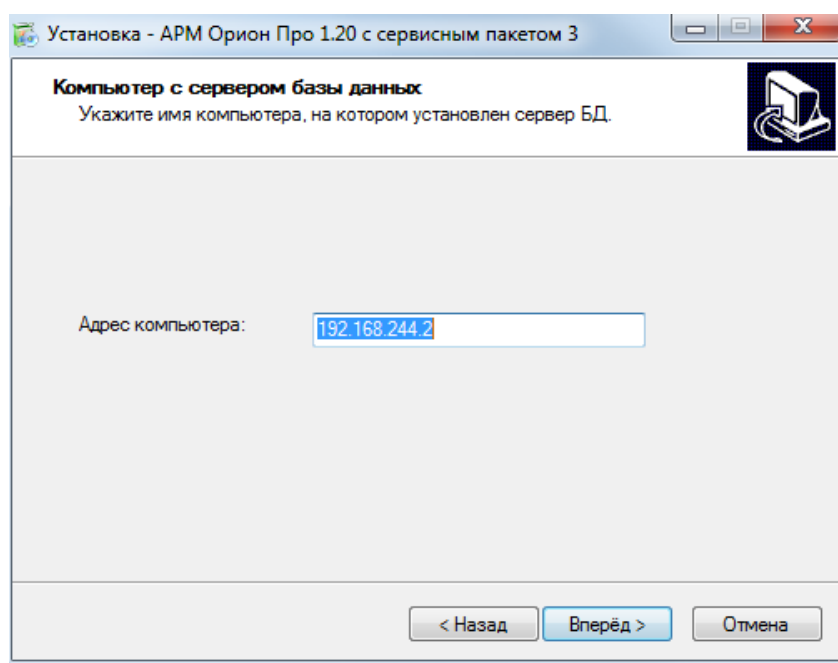 Установка - АРМ Орион Про 1.20 с сервисным пакетом 3
Компьютер с сервером базы данных
Укажите имя компьютера, на котором установлен сервер БД.
Адрес компьютера:
192.168.244.2
< Назад
Вперёд >
Отмена